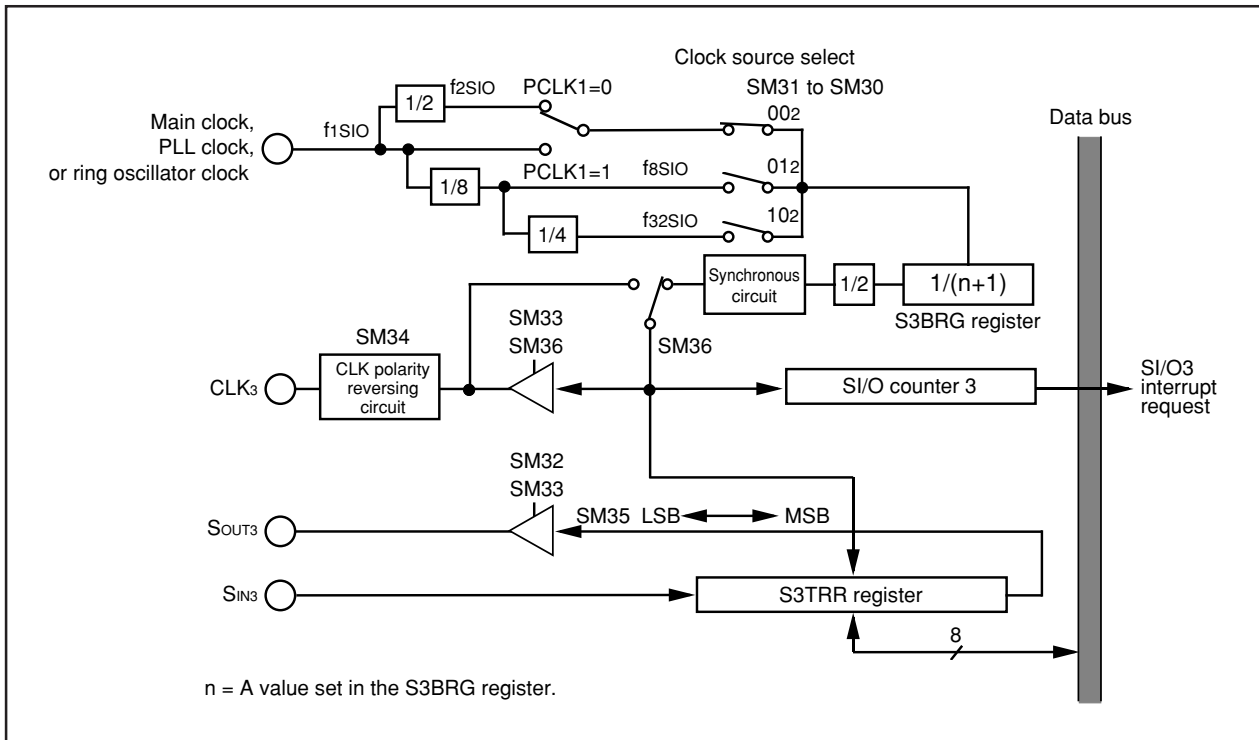 Clock source select
SM31 to SM30
Main clock,
PLL clock,
or ring oscillator clock
f1SIO
1/2
f2SIO
PCLK1=0
PCLK1=1
002
Data bus
1/8
f8SIO
012
1/4
f32SIO
102
Synchronous
circuit
1/2
1/(n+1)
S3BRG register
SM36
SM33
SM36
SM34
CLK3
CLK polarity
reversing
circuit
SI/O counter 3
SI/O3
interrupt
request
SM32
SM33
SOUT3
SM35 LSB MSB
SIN3
S3TRR register
8
n = A value set in the S3BRG register.